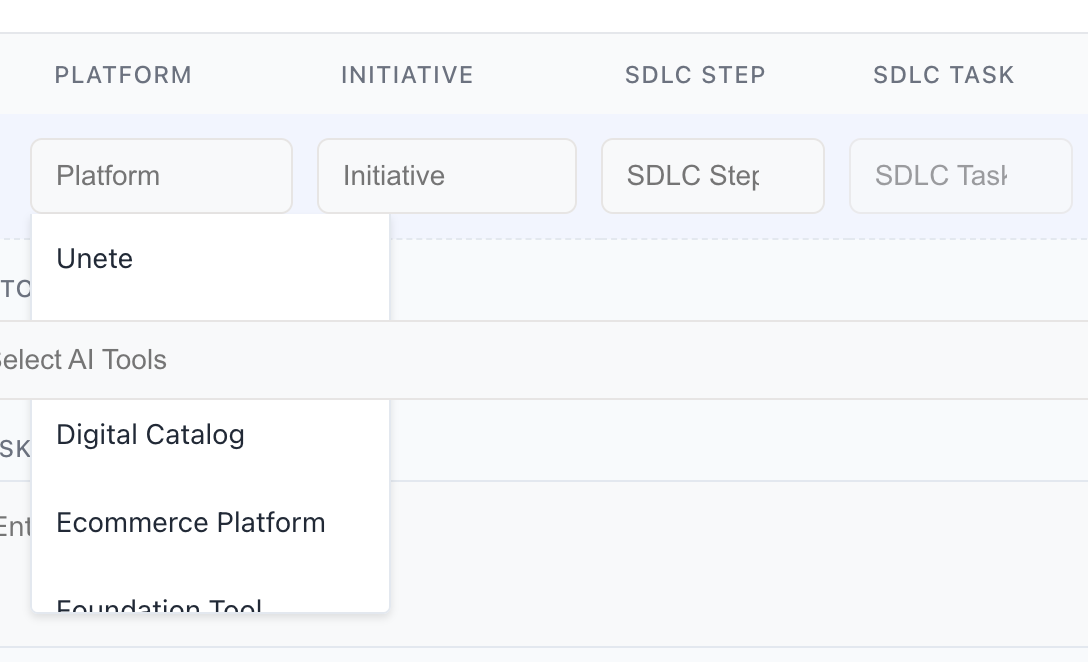 PLATFORM INITIATIVE SDLC STEP SDLC TASK
Platform Initiative SDLC Step SDLC Task
Unete
TO
Select AI Tools
Digital Catalog
SK
Ecommerce Platform
Ent
Foundation Tool